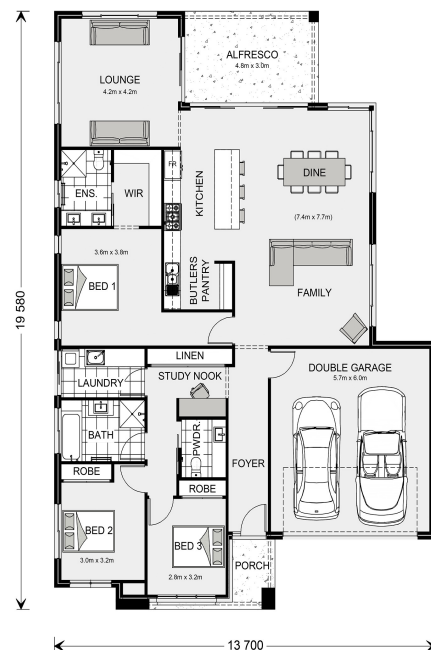 ALFRESCO
4.8m x 3.0m
LOUNGE
4.2m x 4.2m
FR
ENS.
WIR
KITCHEN
DINE
(7.4m x 7.7m)
3.6m x 3.8m
BED 1
BUTLERS
PANTRY
FAMILY
19 580
LINEN
LAUNDRY
STUDY NOOK
DOUBLE GARAGE
5.7m x 6.0m
BATH
PWDR.
FOYER
ROBE
ROBE
BED 2
3.0m x 3.2m
BED 3
2.8m x 3.2m
PORCH
13 700